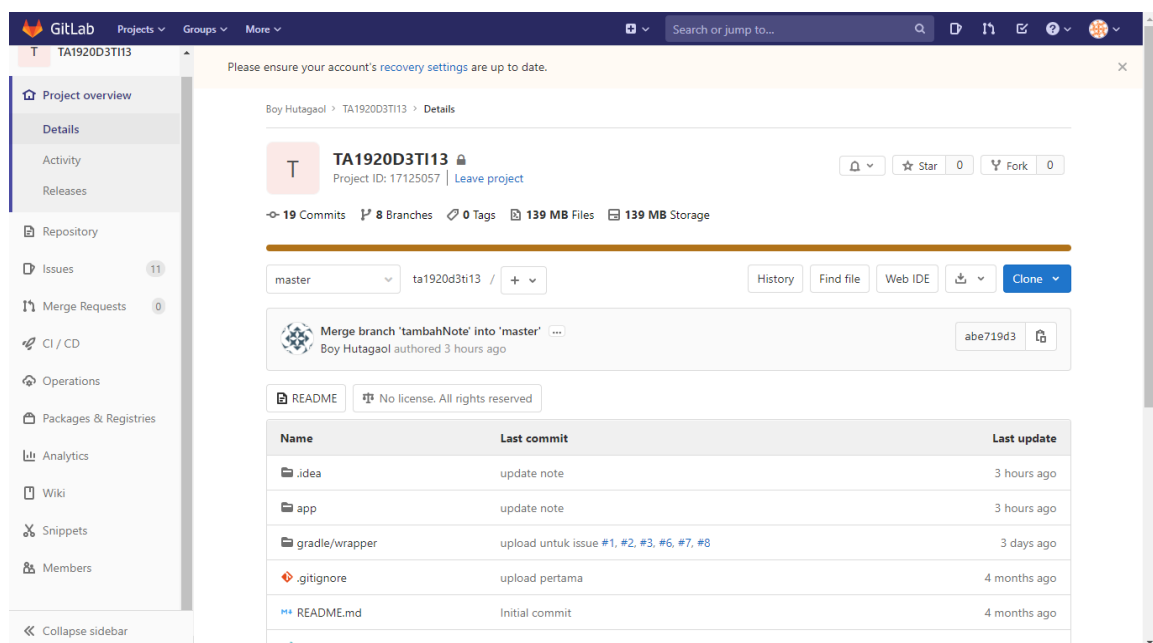 GitLab Projects Groups More Search or jump to...
T TA1920D3TI13
Please ensure your account's recovery settings are up to date.
Project overview
Details
Activity
Releases
Repository
Issues 11
Merge Requests 0
CI / CD
Operations
Packages & Registries
Analytics
Wiki
Snippets
Members
Collapse sidebar
Boy Hutagaol > TA1920D3TI13 > Details
T
TA1920D3TI13
Project ID: 17125057 | Leave project
Star 0 Fork 0
19 Commits 8 Branches 0 Tags 139 MB Files 139 MB Storage
master ta1920d3ti13 / + History Find file Web IDE Clone
Merge branch 'tambahNote' into 'master' ...
Boy Hutagaol authored 3 hours ago
abe719d3
README No license. All rights reserved
Name Last commit Last update
.idea update note 3 hours ago
app update note 3 hours ago
gradle/wrapper upload untuk issue #1, #2, #3, #6, #7, #8 3 days ago
.gitignore upload pertama 4 months ago
README.md Initial commit 4 months ago